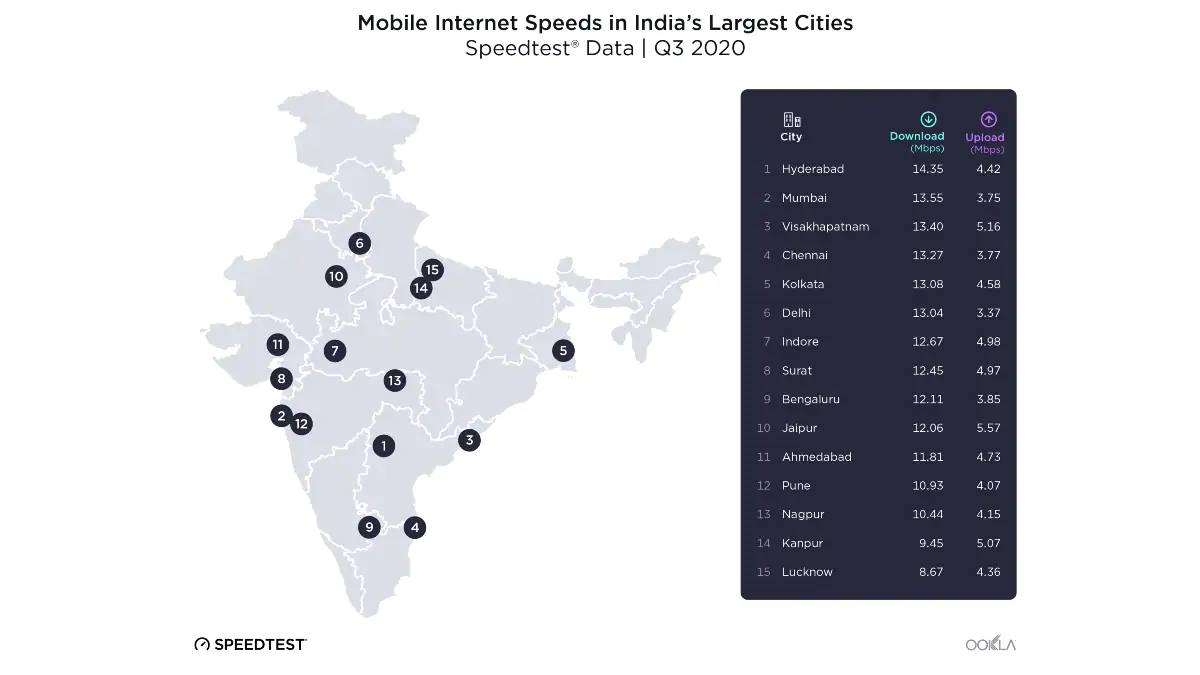 Mobile Internet Speeds in India's Largest Cities
Speedtest® Data | Q3 2020
City Download (Mbps) Upload (Mbps)
1 Hyderabad 14.35 4.42
2 Mumbai 13.55 3.75
3 Visakhapatnam 13.40 5.16
4 Chennai 13.27 3.77
5 Kolkata 13.08 4.58
6 Delhi 13.04 3.37
7 Indore 12.67 4.98
8 Surat 12.45 4.97
9 Bengaluru 12.11 3.85
10 Jaipur 12.06 5.57
11 Ahmedabad 11.81 4.73
12 Pune 10.93 4.07
13 Nagpur 10.44 4.15
14 Kanpur 9.45 5.07
15 Lucknow 8.67 4.36
6
15
10
14
11
7
5
8
13
2
12
3
1
9
4
SPEEDTEST
OOKLA